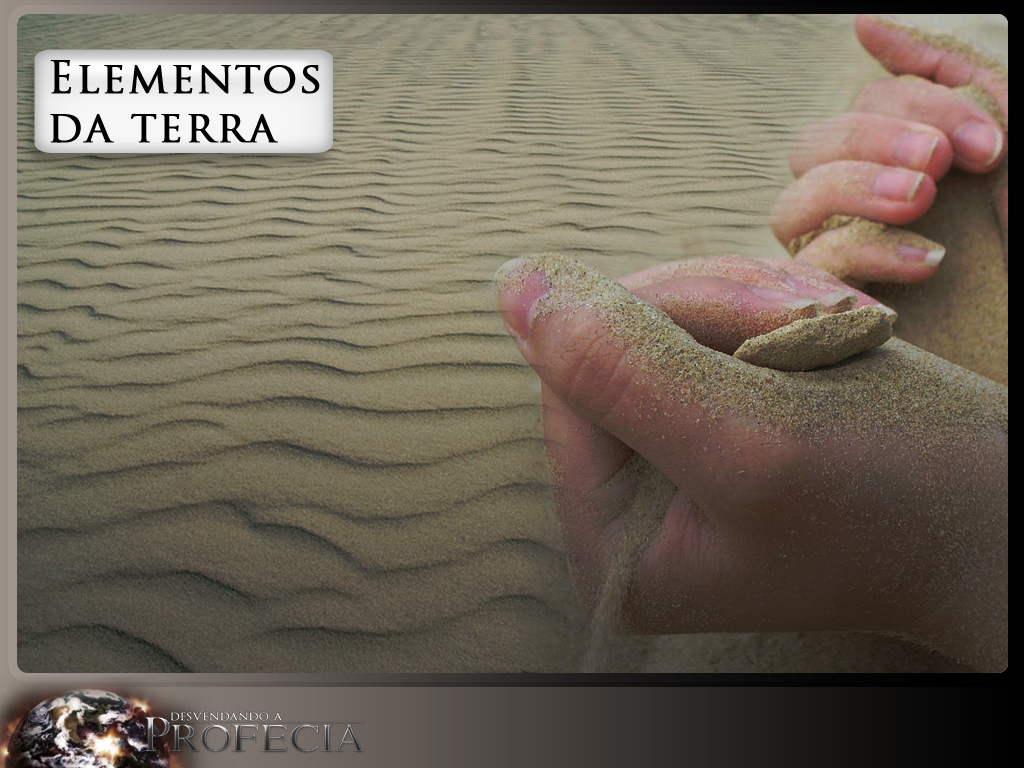 Elementos
da terra
Desvendando a
Profecia